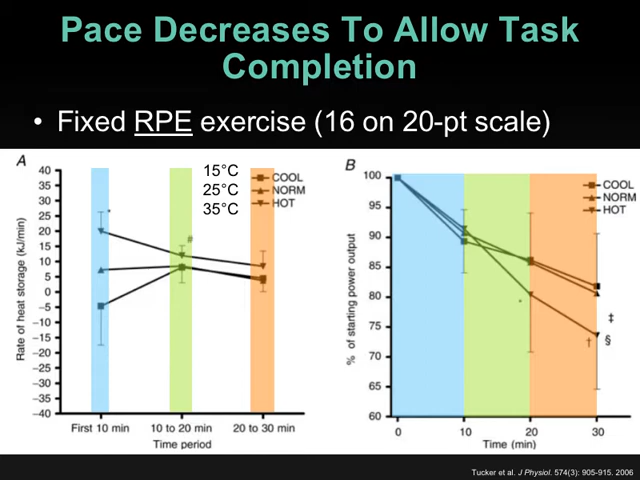 Pace Decreases To Allow Task
Completion
• Fixed RPE exercise (16 on 20-pt scale)
A
40
35
30
25
20
15
10
5
0
−5
−10
−15
−20
−25
−30
−35
−40
Rate of heat storage (kJ/min)
15°C
25°C
35°C
COOL
NORM
HOT
*
#
First 10 min
10 to 20 min
20 to 30 min
Time period
B
100
95
90
85
80
75
70
65
60
% of starting power output
COOL
NORM
HOT
*
‡
† §
0
10
20
30
Time (min)
Tucker et al. J Physiol. 574(3): 905-915. 2006